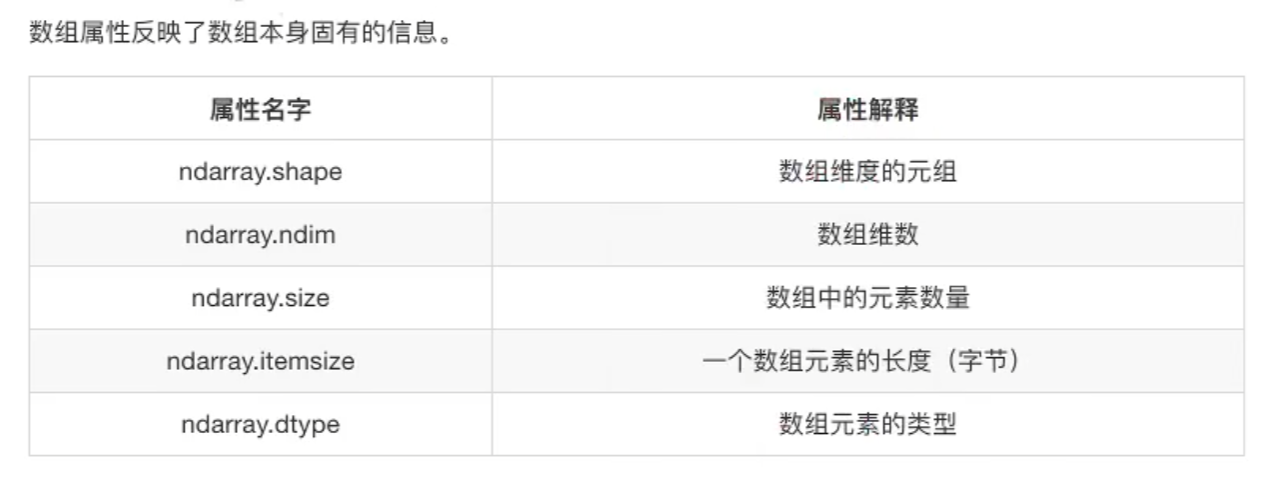 数组属性反映了数组本身固有的信息。
属性名字 属性解释
ndarray.shape 数组维度的元组
ndarray.ndim 数组维数
ndarray.size 数组中的元素数量
ndarray.itemsize 一个数组元素的长度（字节）
ndarray.dtype 数组元素的类型